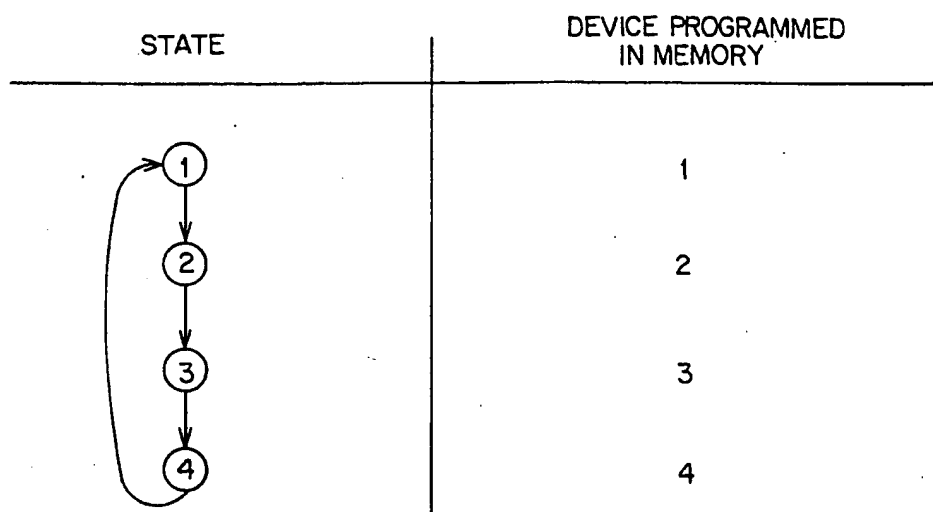 STATE
DEVICE PROGRAMMED
IN MEMORY
1 1
2 2
3 3
4 4